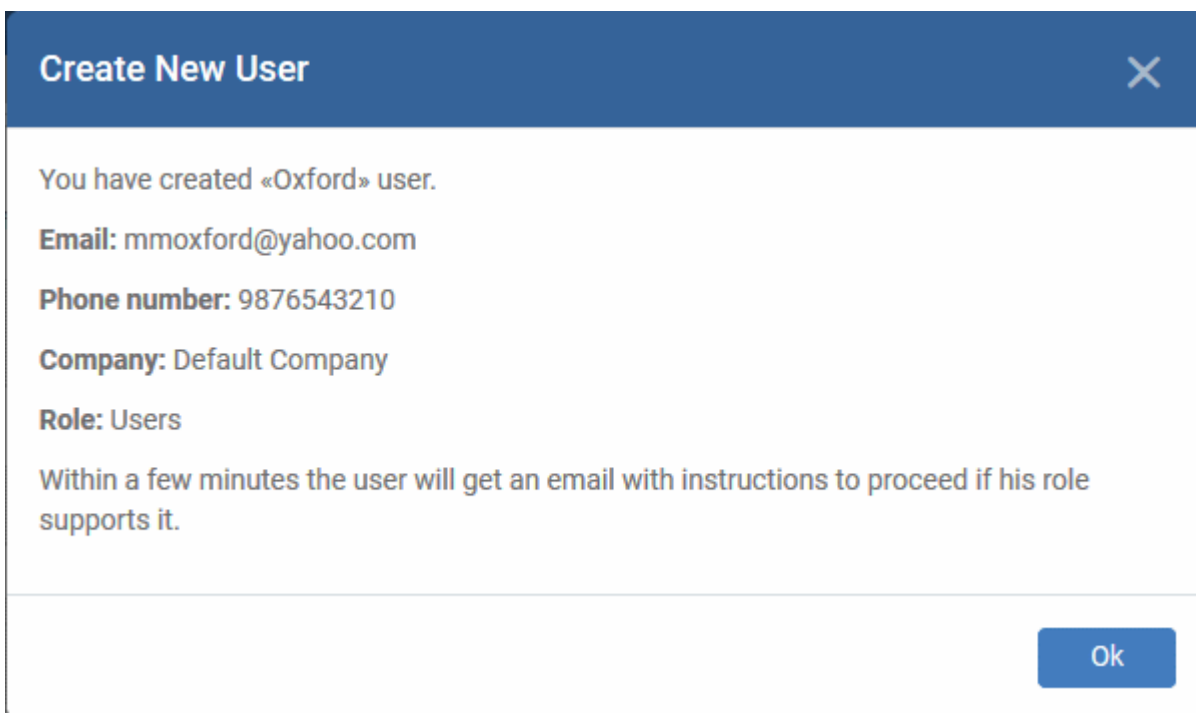 Create New User
You have created «Oxford» user.
Email: mmoxford@yahoo.com
Phone number: 9876543210
Company: Default Company
Role: Users
Within a few minutes the user will get an email with instructions to proceed if his role
supports it.
Ok